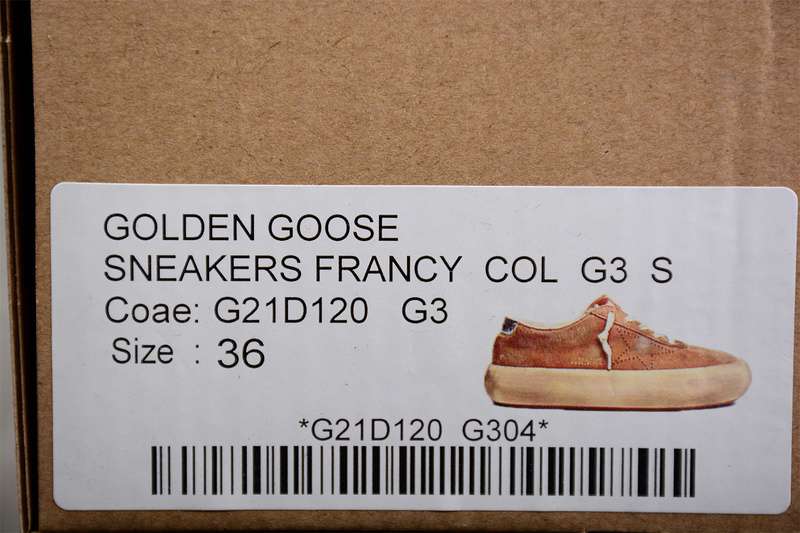 GOLDEN GOOSE
SNEAKERS FRANCY COL G3 S
Coae: G21D120 G3
Size : 36
*G21D120 G304*